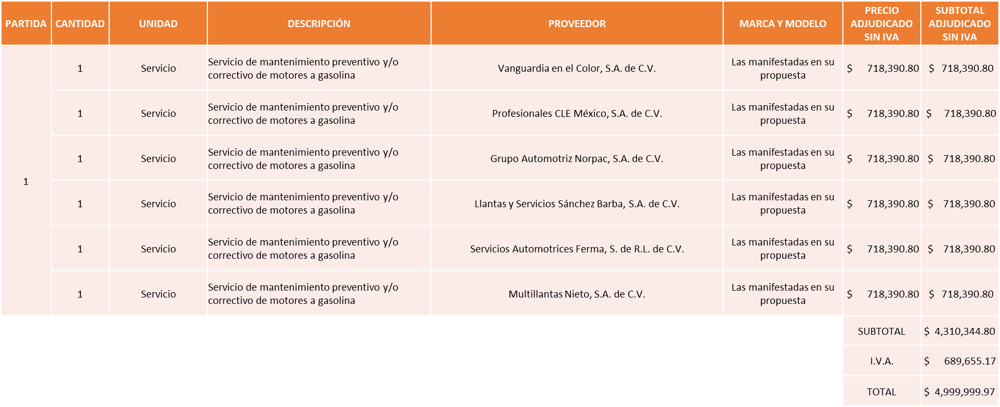 PARTIDA CANTIDAD UNIDAD DESCRIPCIÓN PROVEEDOR MARCA Y MODELO PRECIO ADJUDICADO SIN IVA SUBTOTAL ADJUDICADO SIN IVA
1
1 Servicio Servicio de mantenimiento preventivo y/o correctivo de motores a gasolina Vanguardia en el Color, S.A. de C.V. Las manifestadas en su propuesta $ 718,390.80 $ 718,390.80
1 Servicio Servicio de mantenimiento preventivo y/o correctivo de motores a gasolina Profesionales CLE México, S.A. de C.V. Las manifestadas en su propuesta $ 718,390.80 $ 718,390.80
1 Servicio Servicio de mantenimiento preventivo y/o correctivo de motores a gasolina Grupo Automotriz Norpac, S.A. de C.V. Las manifestadas en su propuesta $ 718,390.80 $ 718,390.80
1 Servicio Servicio de mantenimiento preventivo y/o correctivo de motores a gasolina Llantas y Servicios Sánchez Barba, S.A. de C.V. Las manifestadas en su propuesta $ 718,390.80 $ 718,390.80
1 Servicio Servicio de mantenimiento preventivo y/o correctivo de motores a gasolina Servicios Automotrices Ferma, S. de R.L. de C.V. Las manifestadas en su propuesta $ 718,390.80 $ 718,390.80
1 Servicio Servicio de mantenimiento preventivo y/o correctivo de motores a gasolina Multillantas Nieto, S.A. de C.V. Las manifestadas en su propuesta $ 718,390.80 $ 718,390.80
SUBTOTAL $ 4,310,344.80
I.V.A. $ 689,655.17
TOTAL $ 4,999,999.97